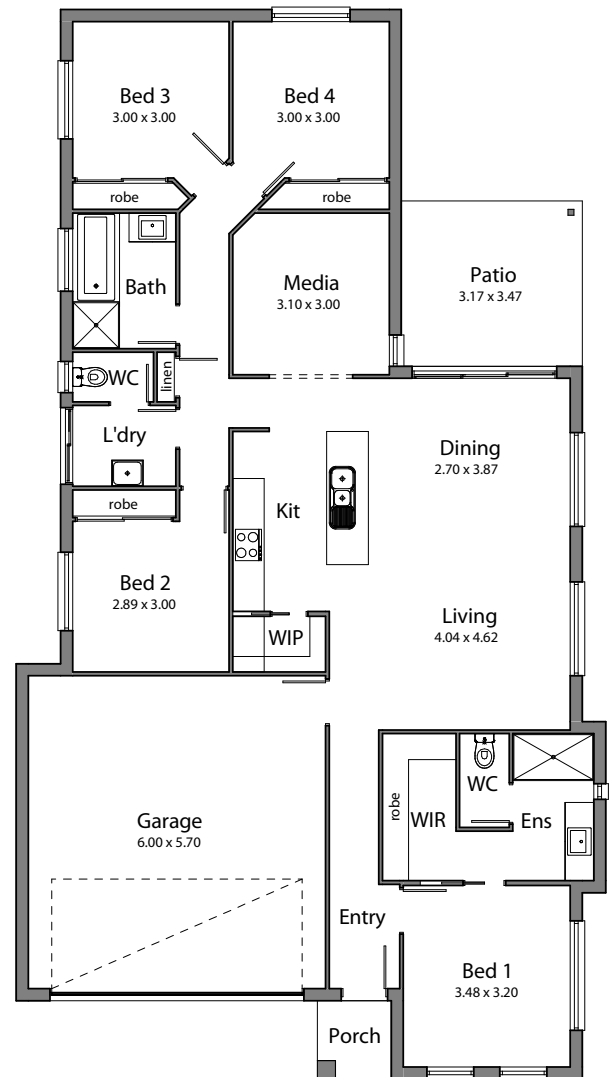 Bed 3
3.00 x 3.00
Bed 4
3.00 x 3.00
robe
robe
Bath
Media
3.10 x 3.00
Patio
3.17 x 3.47
WC
linen
L'dry
robe
Kit
Dining
2.70 x 3.87
Bed 2
2.89 x 3.00
WIP
Living
4.04 x 4.62
Garage
6.00 x 5.70
robe
WIR
WC
Ens
Entry
Bed 1
3.48 x 3.20
Porch